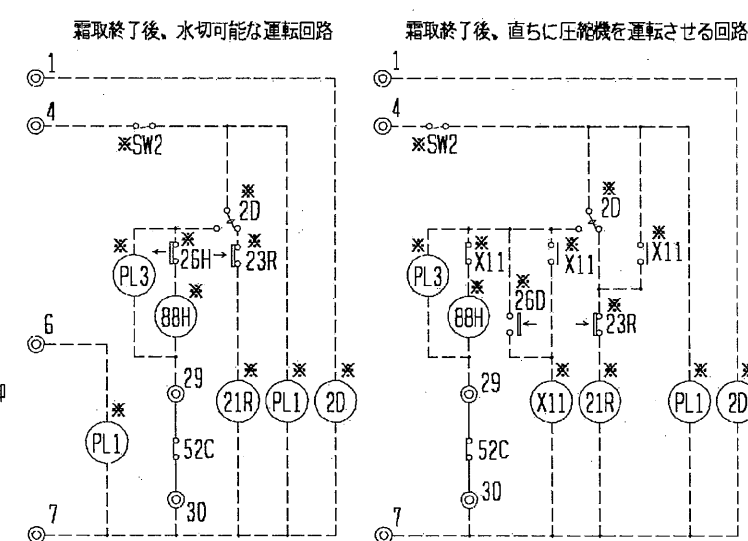 霜取終了後、水切可能な運転回路
1
4
※SW2
※
2D
※
PL3
※
26H
※
23R
※
88H
6
29
※
PL1
※
21R
※
PL1
※
2D
52C
30
7
霜取終了後、直ちに圧縮機を運転させる回路
1
4
※SW2
※
2D
※
PL3
※
X11
※
X11
※
X11
※
26D
※
88H
※
23R
29
※
X11
※
21R
※
PL1
※
2D
52C
30
7